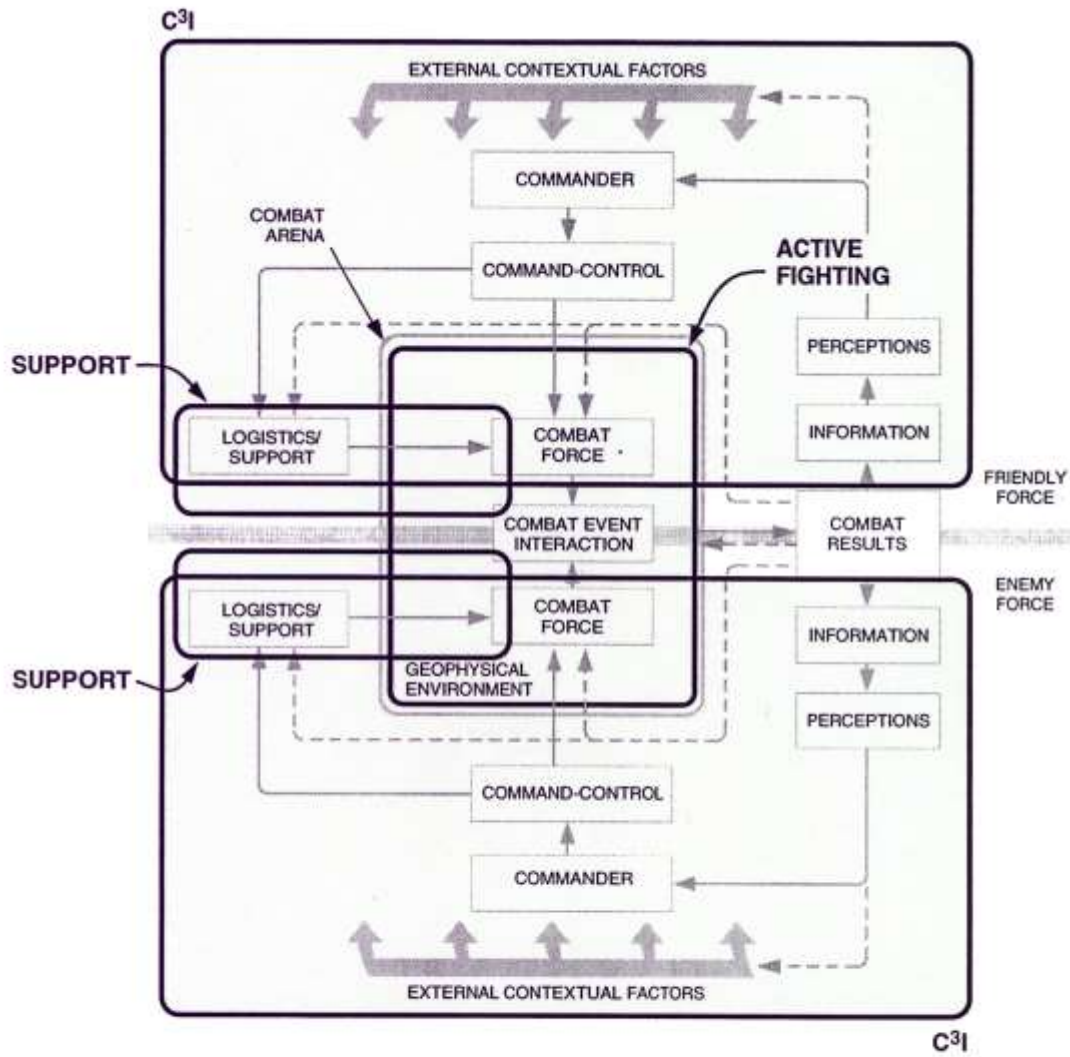 C³I
EXTERNAL CONTEXTUAL FACTORS
COMMANDER
COMBAT
ARENA
COMMAND-CONTROL
ACTIVE
FIGHTING
SUPPORT
PERCEPTIONS
LOGISTICS/
SUPPORT
COMBAT
FORCE
INFORMATION
FRIENDLY
FORCE
COMBAT EVENT
INTERACTION
COMBAT
RESULTS
ENEMY
FORCE
LOGISTICS/
SUPPORT
COMBAT
FORCE
INFORMATION
SUPPORT
GEOPHYSICAL
ENVIRONMENT
PERCEPTIONS
COMMAND-CONTROL
COMMANDER
EXTERNAL CONTEXTUAL FACTORS
C³I